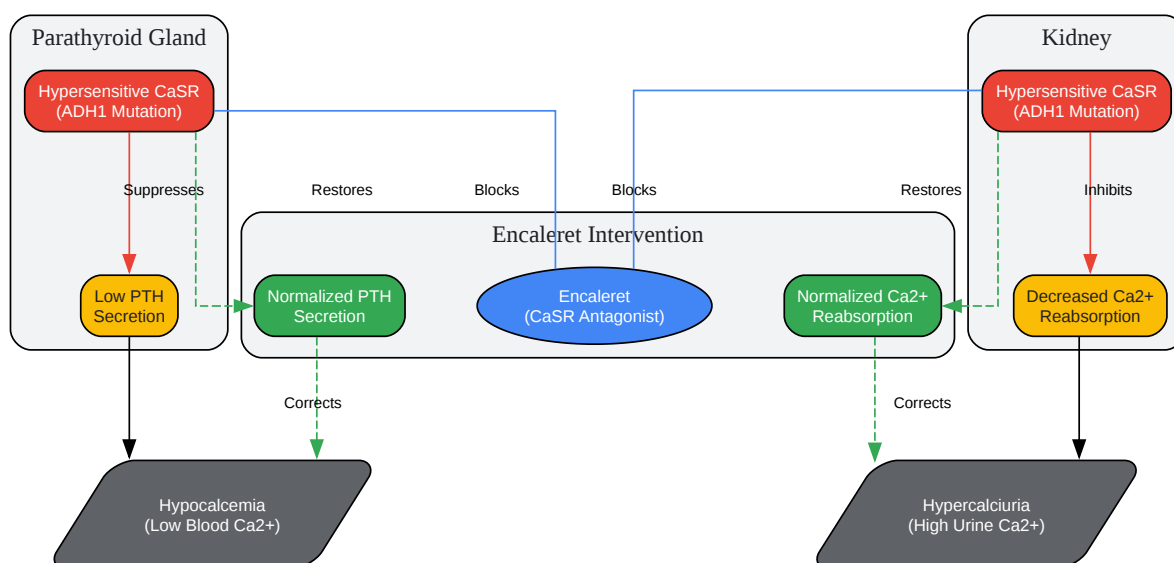 Parathyroid Gland
Kidney
Hypersensitive CaSR
(ADH1 Mutation)
Hypersensitive CaSR
(ADH1 Mutation)
Suppresses
Restores
Blocks
Blocks
Restores
Inhibits
Encaleret Intervention
Low PTH
Secretion
Normalized PTH
Secretion
Encaleret
(CaSR Antagonist)
Normalized Ca2+
Reabsorption
Decreased Ca2+
Reabsorption
Corrects
Corrects
Hypocalcemia
(Low Blood Ca2+)
Hypercalciuria
(High Urine Ca2+)